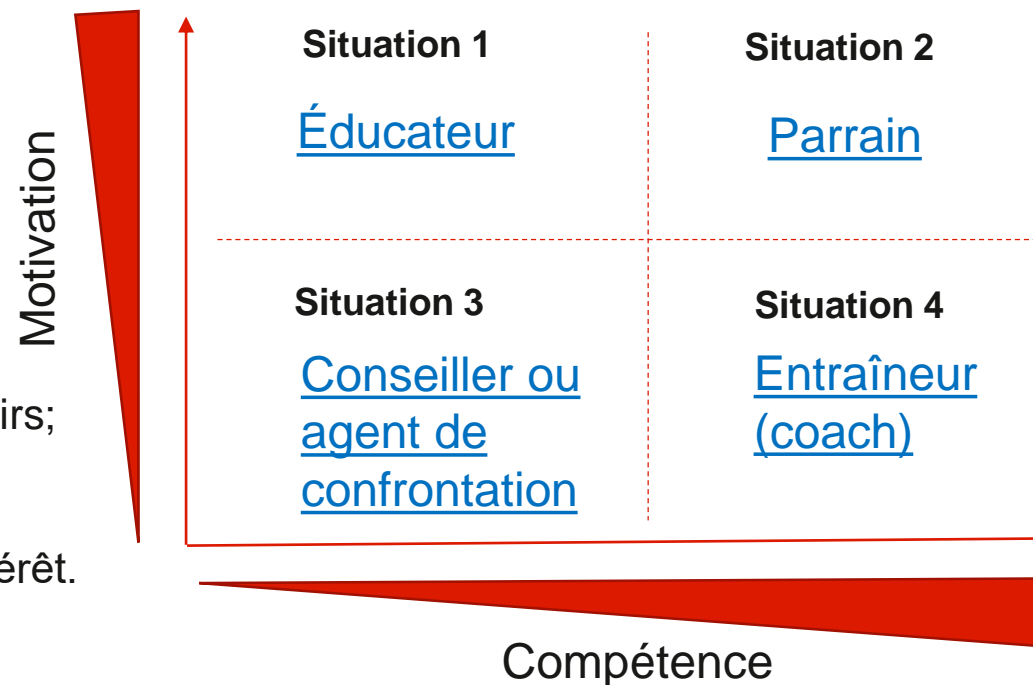 Situation 1
Situation 2
Éducateur
Parrain
Motivation
Situation 3
Situation 4
Conseiller ou
agent de
confrontation
Entraîneur
(coach)
irs;
érêt.
Compétence